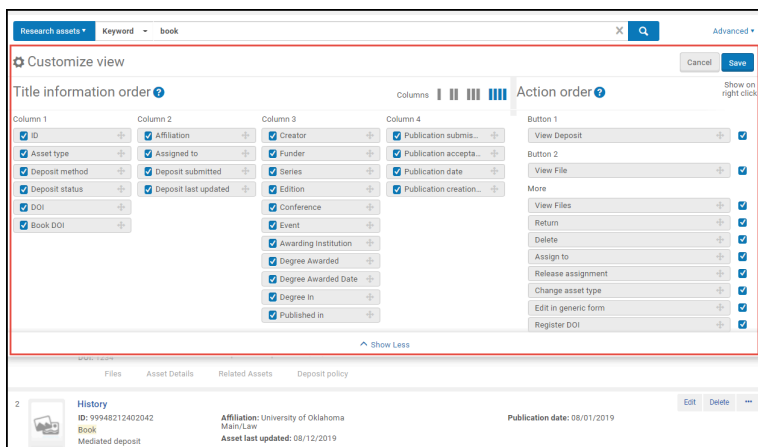 Research assets Keyword book Advanced
Customize view Cancel Save
Title information order Columns Action order Show on
right click
Column 1 Column 2 Column 3 Column 4 Button 1
ID Affiliation Creator Publication submis... View Deposit
Asset type Assigned to Funder Publication accepta... Button 2
Deposit method Deposit submitted Series Publication date View File
Deposit status Deposit last updated Edition Publication creation... More
DOI Conference View Files
Book DOI Event Return
Awarding Institution Delete
Degree Awarded Assign to
Degree Awarded Date Release assignment
Degree In Change asset type
Published in Edit in generic form
Register DOI
Show Less
Files Asset Details Related Assets Deposit policy
2 History Edit Delete
ID: 99948212402042 Affiliation: University of Oklahoma Publication date: 08/01/2019
Book Main/Law
Mediated deposit Asset last updated: 08/12/2019